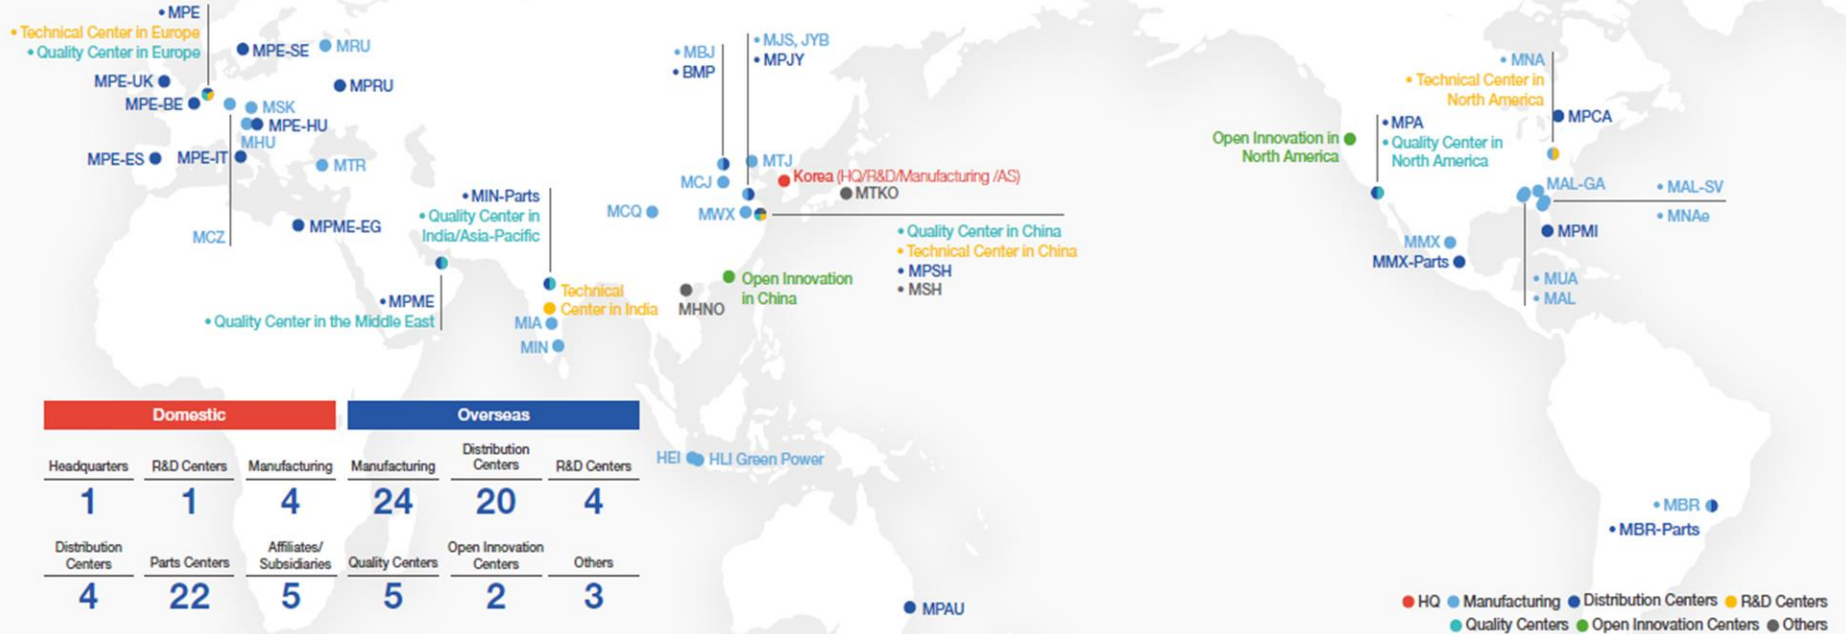 • MPE
• Technical Center in Europe
• Quality Center in Europe
MPE-SE
MRU
MPE-UK
MPRU
MPE-BE
MSK
MPE-HU
MHU
MPE-ES
MPE-IT
MTR
MCZ
MPME-EG
• MPME
• Quality Center in the Middle East
• MIN-Parts
• Quality Center in
India/Asia-Pacific
Technical
Center in India
MIA
MIN
• MBJ
• BMP
• MJS, JYB
• MPJY
MTJ
MCJ
Korea (HQ/R&D/Manufacturing /AS)
MTKO
MCQ
MWX
• Quality Center in China
• Technical Center in China
• MPSH
• MSH
Open Innovation
in China
MHNO
HEI
HLI Green Power
MPAU
Open Innovation in
North America
• MPA
• Quality Center in
North America
• MNA
• Technical Center in
North America
MPCA
MAL-GA
• MAL-SV
• MNAe
MPMI
MMX
MMX-Parts
• MUA
• MAL
• MBR
• MBR-Parts
Domestic
Overseas
Headquarters
1
R&D Centers
1
Manufacturing
4
Manufacturing
24
Distribution
Centers
20
R&D Centers
4
Distribution
Centers
4
Parts Centers
22
Affiliates/
Subsidiaries
5
Quality Centers
5
Open Innovation
Centers
2
Others
3
HQ Manufacturing Distribution Centers R&D Centers
Quality Centers Open Innovation Centers Others